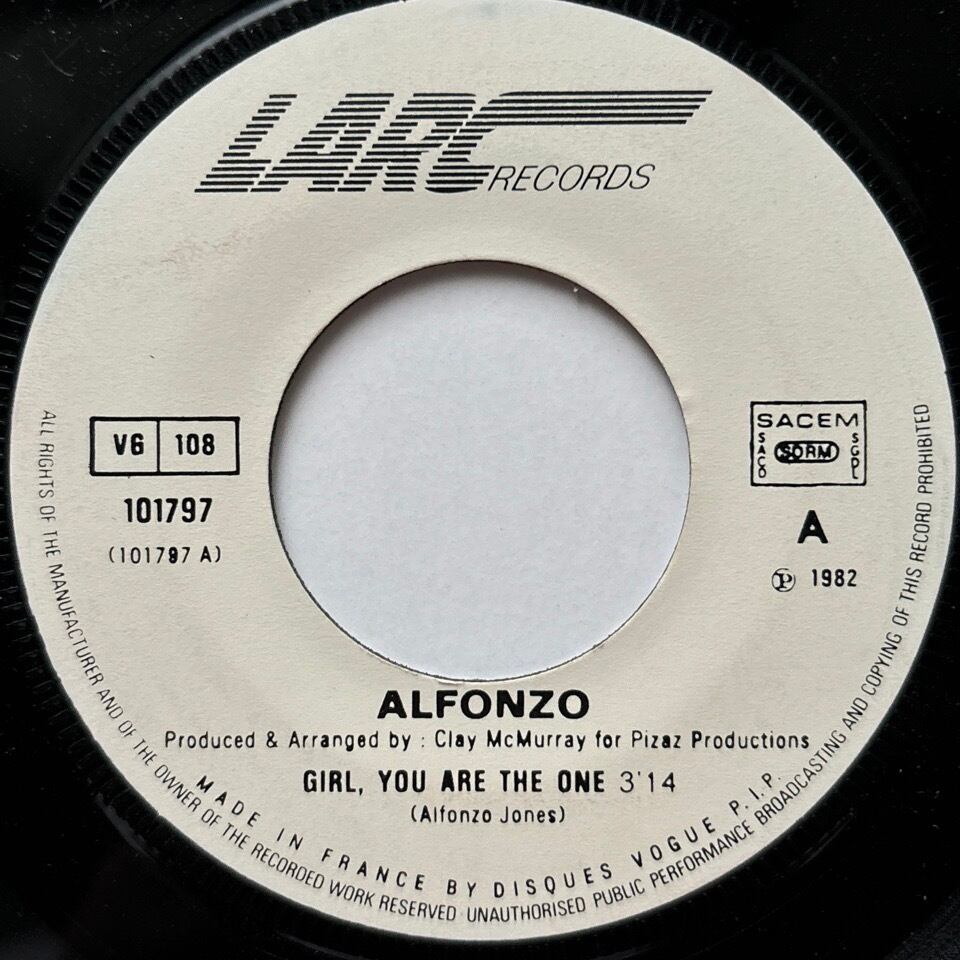 LARC RECORDS
V6 108
101797
(101797 A)
SACEM
SACD SDRM SGDL
A
Ⓟ 1982
ALFONZO
Produced & Arranged by : Clay McMurray for Pizaz Productions
GIRL, YOU ARE THE ONE 3'14
(Alfonzo Jones)
MADE IN FRANCE BY DISQUES VOGUE P.I.P.
ALL RIGHTS OF THE MANUFACTURER AND OF THE OWNER OF THE RECORDED WORK RESERVED · UNAUTHORISED PUBLIC PERFORMANCE BROADCASTING AND COPYING OF THIS RECORD PROHIBITED